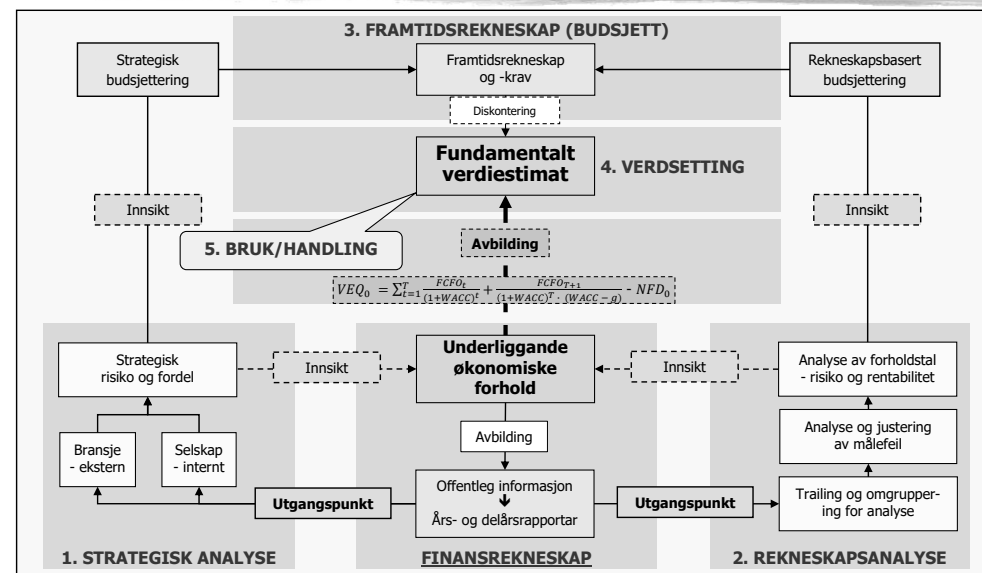 3. FRAMTIDSREKNESKAP (BUDSJETT)
Strategisk
budsjettering
Framtidsrekneskap
og -krav
Rekneskapsbasert
budsjettering
Diskontering
Fundamentalt
verdiestimat
4. VERDSETTING
Innsikt
Innsikt
5. BRUK/HANDLING
Avbilding
VEQ₀ = ∑ᵀₜ₌₁ FCFOₜ/(1+WACC)ᵗ + FCFO_T+1/((1+WACC)ᵀ · (WACC−g)) - NFD₀
Strategisk
risiko og fordel
Innsikt
Underliggande
økonomiske
forhold
Innsikt
Analyse av forholdstal
- risiko og rentabilitet
Bransje
- ekstern
Selskap
- internt
Avbilding
Analyse og justering
av målefeil
Utgangspunkt
Offentleg informasjon
Års- og delårsrapportar
Utgangspunkt
Trailing og omgrupper-
ing for analyse
1. STRATEGISK ANALYSE
FINANSREKNESKAP
2. REKNESKAPSANALYSE